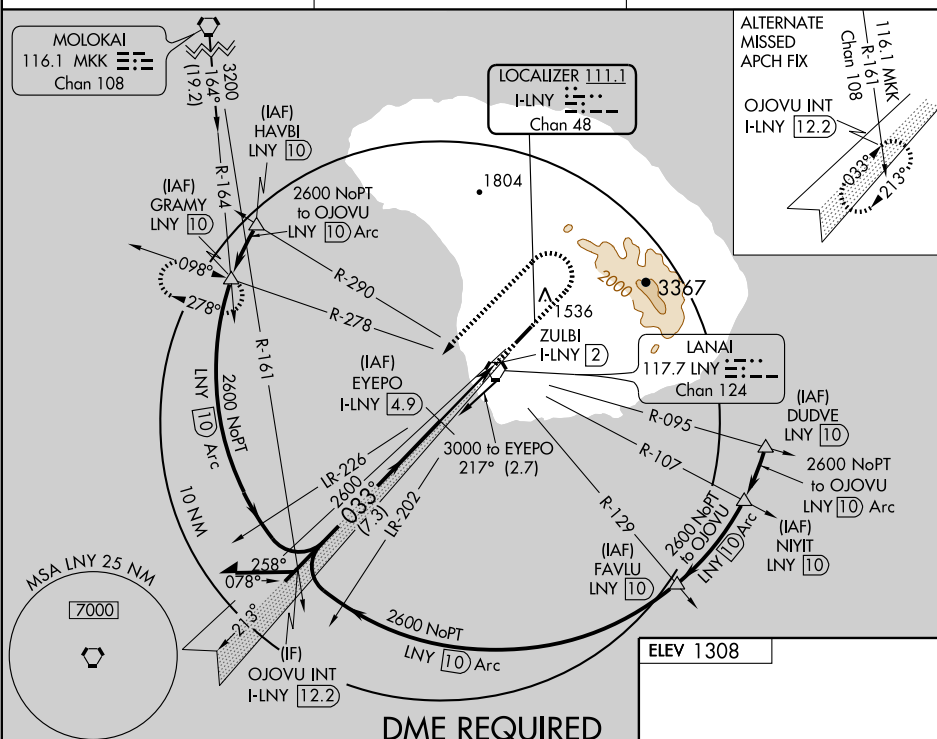 MOLOKAI
116.1 MKK
Chan 108
3200
164°
(19.2)
R-164
R-161
(IAF)
HAVBI
LNY 10
(IAF)
GRAMY
LNY 10
2600 NoPT
to OJOVU
LNY 10 Arc
098°
278°
R-290
R-278
LOCALIZER 111.1
I-LNY
Chan 48
1804
2000
3367
1536
ZULBI
I-LNY 2
LANAI
117.7 LNY
Chan 124
ALTERNATE
MISSED
APCH FIX
116.1 MKK
Chan 108
R-161
OJOVU INT
I-LNY 12.2
033°
213°
(IAF)
EYEPO
I-LNY 4.9
3000 to EYEPO
217° (2.7)
2600 NoPT
LNY 10 Arc
10 NM
LR-226
2600
033°
(7.3)
LR-202
R-095
R-107
R-129
(IAF)
DUDVE
LNY 10
2600 NoPT
to OJOVU
LNY 10 Arc
(IAF)
NIYIT
LNY 10
2600 NoPT
to OJOVU
LNY 10 Arc
(IAF)
FAVLU
LNY 10
2600 NoPT
LNY 10 Arc
258°
078°
213°
(IF)
OJOVU INT
I-LNY 12.2
MSA LNY 25 NM
7000
ELEV 1308
DME REQUIRED